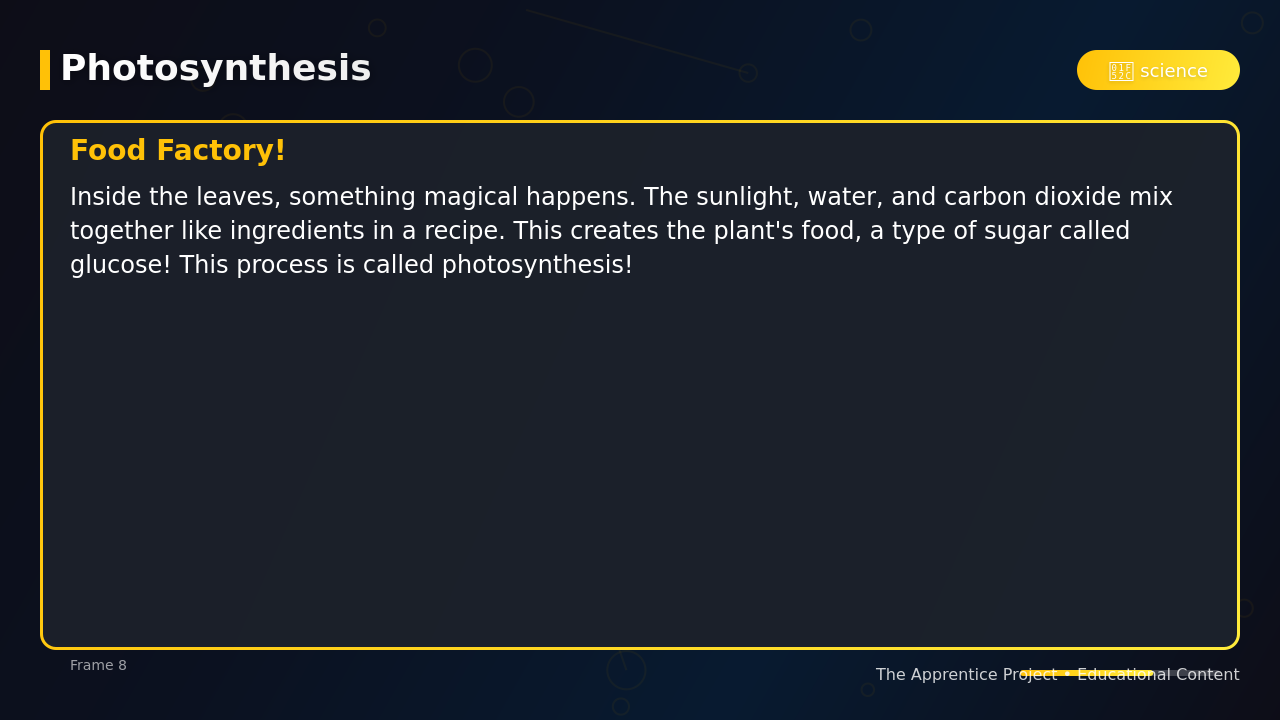 Photosynthesis
science
Food Factory!
Inside the leaves, something magical happens. The sunlight, water, and carbon dioxide mix
together like ingredients in a recipe. This creates the plant's food, a type of sugar called
glucose! This process is called photosynthesis!
Frame 8
The Apprentice Project • Educational Content